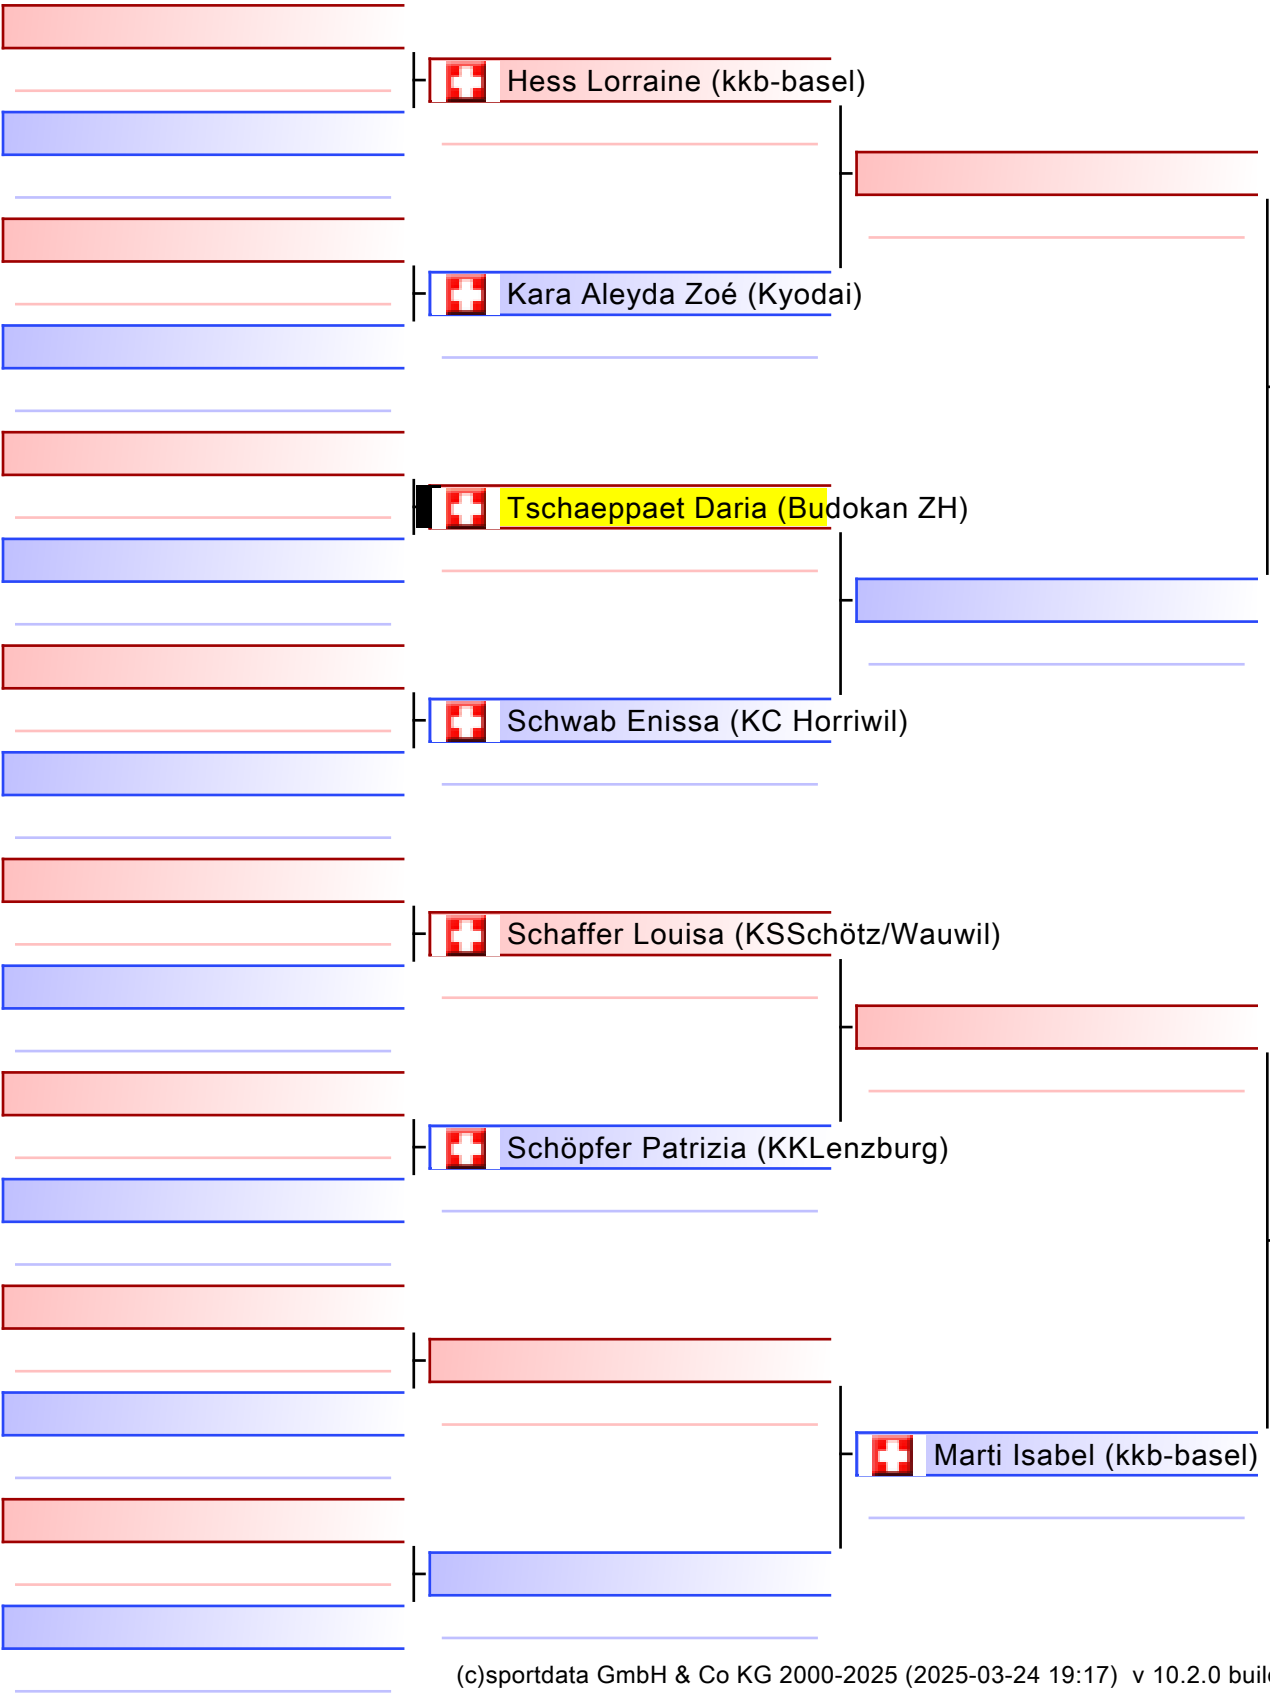 Hess Lorraine (kkb-basel)
Kara Aleyda Zoé (Kyodai)
Tschaeppaet Daria (Budokan ZH)
Schwab Enissa (KC Horriwil)
Schaffer Louisa (KSSchötz/Wauwil)
Schöpfer Patrizia (KKLenzburg)
Marti Isabel (kkb-basel)
(c)sportdata GmbH & Co KG 2000-2025 (2025-03-24 19:17) v 10.2.0